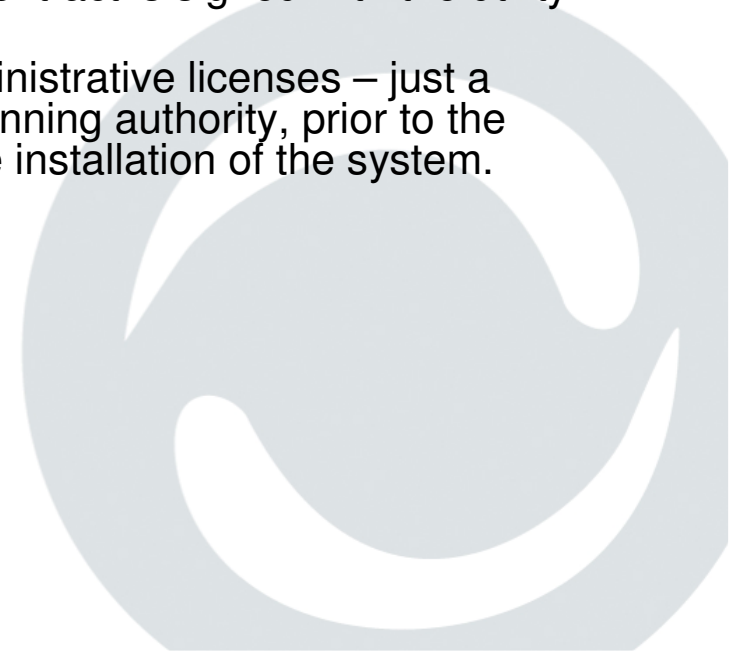 inistrative licenses – just a
nning authority, prior to the
e installation of the system.